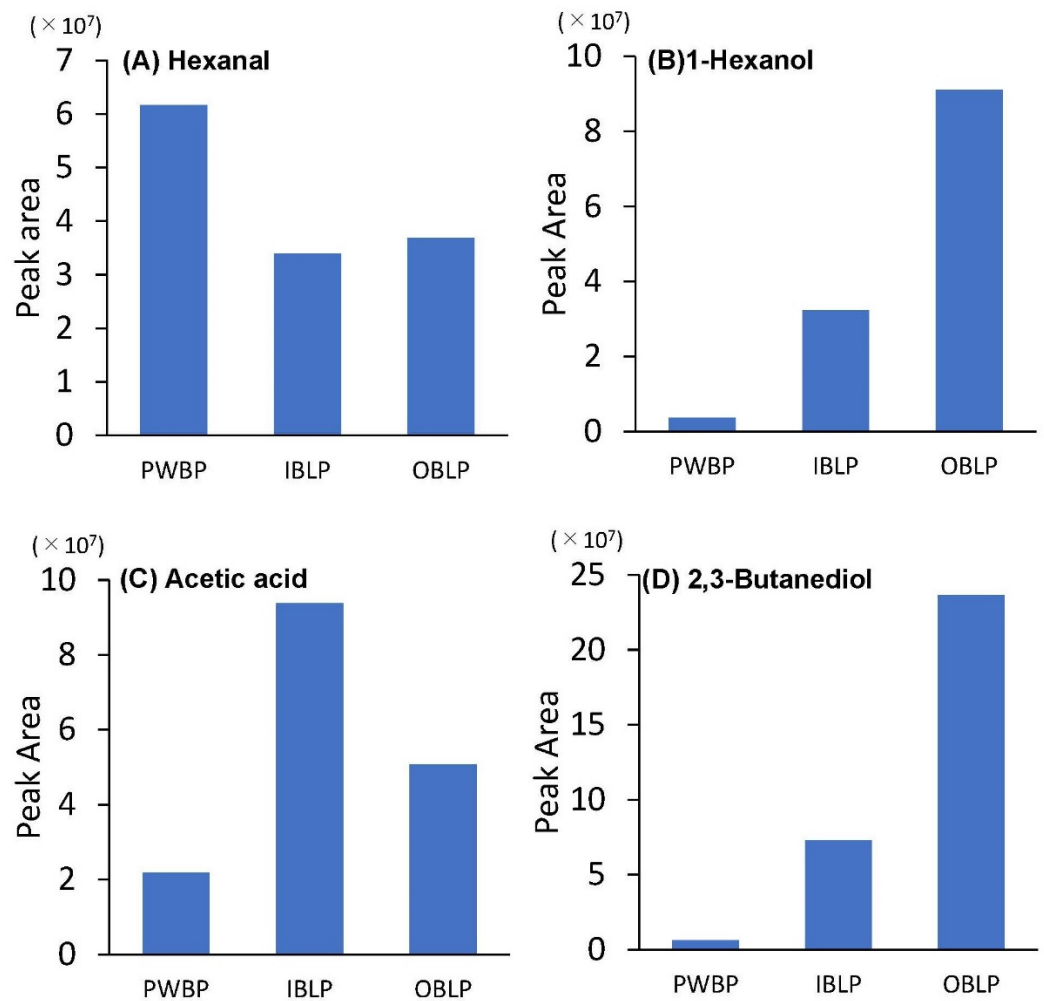 (×10⁷)
(A) Hexanal
Peak area
7
6
5
4
3
2
1
0
PWBP IBLP OBLP
(×10⁷)
(B)1-Hexanol
Peak Area
10
8
6
4
2
0
PWBP IBLP OBLP
(×10⁷)
(C) Acetic acid
Peak Area
10
8
6
4
2
0
PWBP IBLP OBLP
(×10⁷)
(D) 2,3-Butanediol
Peak Area
25
20
15
10
5
0
PWBP IBLP OBLP